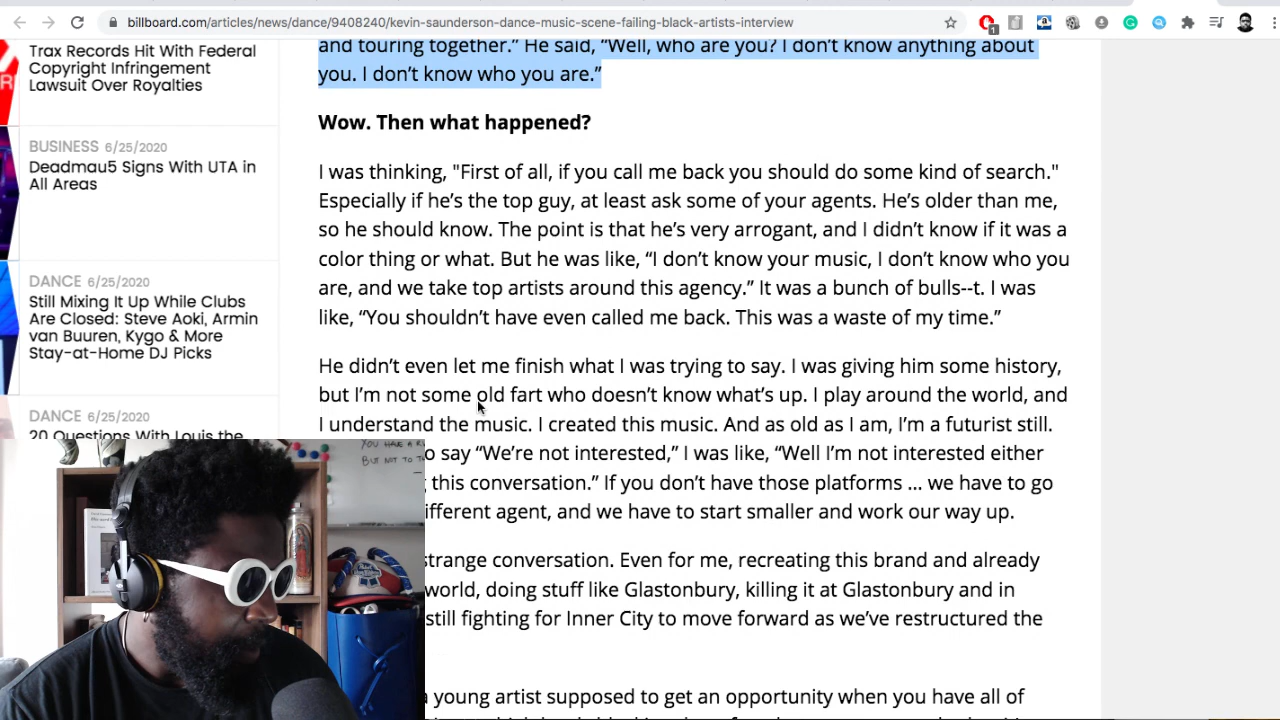 billboard.com/articles/news/dance/9408240/kevin-saunderson-dance-music-scene-failing-black-artists-interview
1
Trax Records Hit With Federal
Copyright Infringement
Lawsuit Over Royalties
BUSINESS 6/25/2020
Deadmau5 Signs With UTA in
All Areas
DANCE 6/25/2020
Still Mixing It Up While Clubs
Are Closed: Steve Aoki, Armin
van Buuren, Kygo & More
Stay-at-Home DJ Picks
DANCE 6/25/2020
20 Questions With Louis the
and touring together.” He said, “Well, who are you? I don’t know anything about
you. I don’t know who you are.”
Wow. Then what happened?
I was thinking, "First of all, if you call me back you should do some kind of search."
Especially if he’s the top guy, at least ask some of your agents. He’s older than me,
so he should know. The point is that he’s very arrogant, and I didn’t know if it was a
color thing or what. But he was like, “I don’t know your music, I don’t know who you
are, and we take top artists around this agency.” It was a bunch of bulls--t. I was
like, “You shouldn’t have even called me back. This was a waste of my time.”
He didn’t even let me finish what I was trying to say. I was giving him some history,
but I’m not some old fart who doesn’t know what’s up. I play around the world, and
I understand the music. I created this music. And as old as I am, I’m a futurist still.
o say “We’re not interested,” I was like, “Well I’m not interested either
this conversation.” If you don’t have those platforms ... we have to go
ifferent agent, and we have to start smaller and work our way up.
strange conversation. Even for me, recreating this brand and already
world, doing stuff like Glastonbury, killing it at Glastonbury and in
still fighting for Inner City to move forward as we’ve restructured the
a young artist supposed to get an opportunity when you have all of
YOU HAVE A
BUT NOT TO